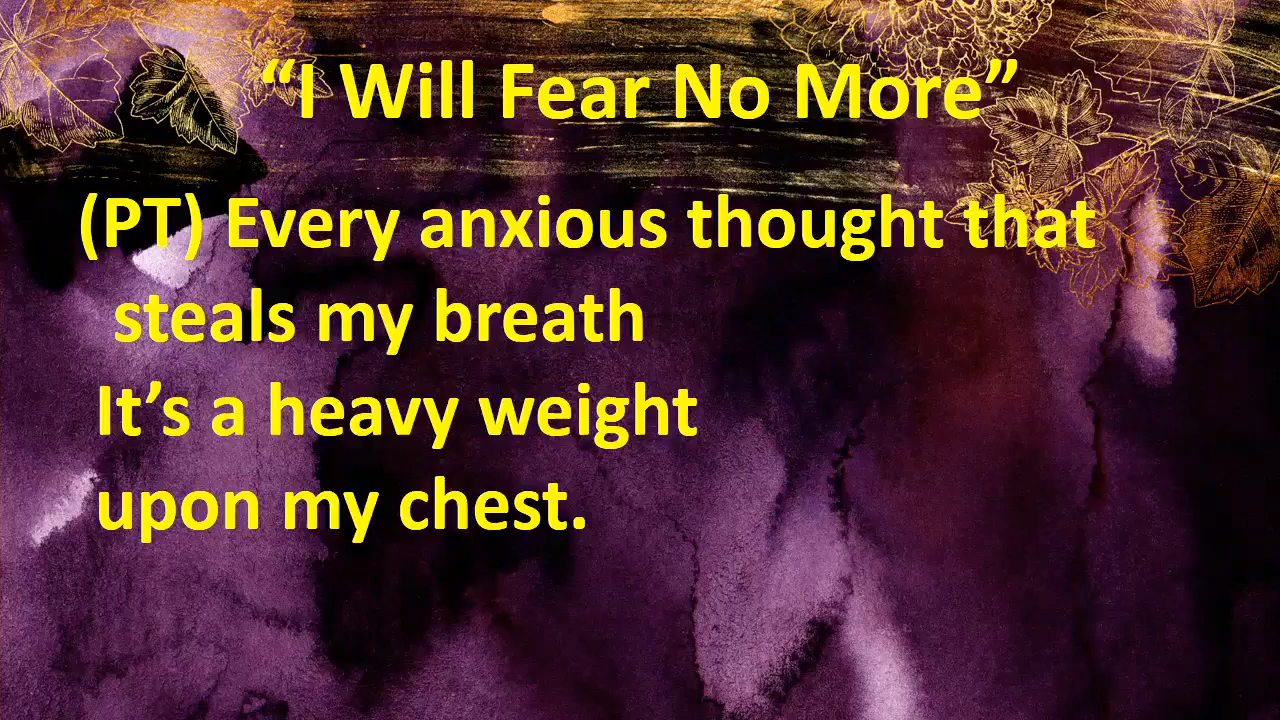 “I Will Fear No More”
(PT) Every anxious thought that
steals my breath
It’s a heavy weight
upon my chest.